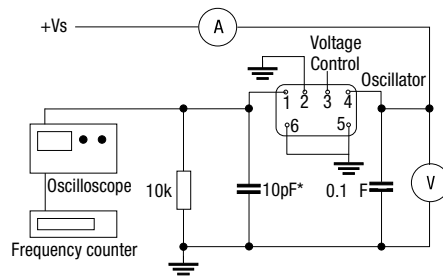 +Vs
A
Voltage
Control
Oscillator
1 2 3 4
6 5
Oscilloscope
10k
10pF*
0.1 F
V
Frequency counter